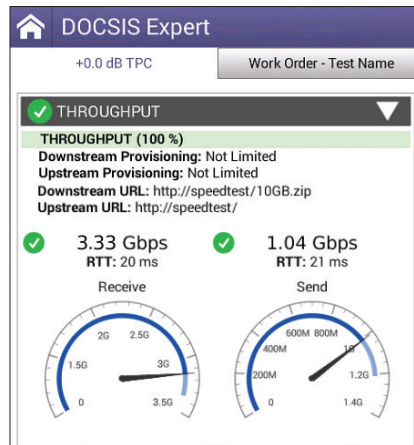 DOCSIS Expert
+0.0 dB TPC
Work Order - Test Name
THROUGHPUT
THROUGHPUT (100 %)
Downstream Provisioning: Not Limited
Upstream Provisioning: Not Limited
Downstream URL: http://speedtest/10GB.zip
Upstream URL: http://speedtest/
3.33 Gbps
RTT: 20 ms
1.04 Gbps
RTT: 21 ms
Receive
0
1.5G
2G
2.5G
3G
3.5G
Send
0
200M
400M
600M
800M
1G
1.2G
1.4G